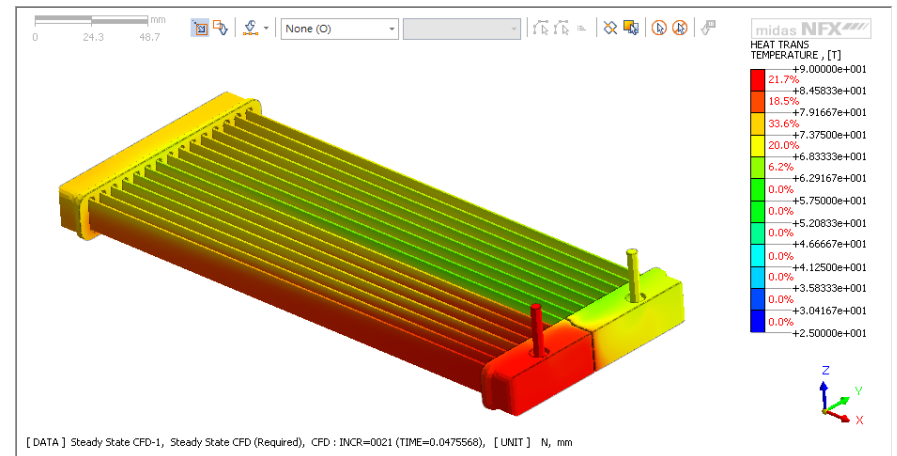 mm
0 24.3 48.7
None (O)
midas NFX
HEAT TRANS
TEMPERATURE , [T]
+9.00000e+001
21.7%
+8.45833e+001
18.5%
+7.91667e+001
33.6%
+7.37500e+001
20.0%
+6.83333e+001
6.2%
+6.29167e+001
0.0%
+5.75000e+001
0.0%
+5.20833e+001
0.0%
+4.66667e+001
0.0%
+4.12500e+001
0.0%
+3.58333e+001
0.0%
+3.04167e+001
0.0%
+2.50000e+001
Z
Y
X
[ DATA ] Steady State CFD-1, Steady State CFD (Required), CFD : INCR=0021 (TIME=0.0475568), [ UNIT ] N, mm